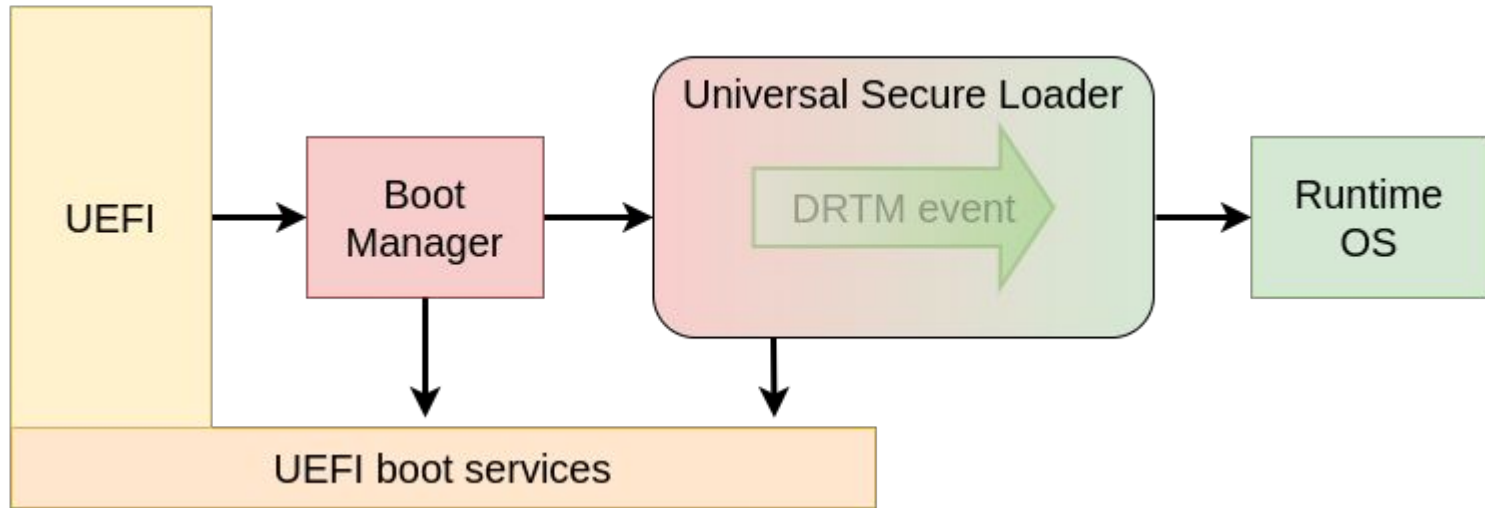 Universal Secure Loader
UEFI
Boot
Manager
DRTM event
Runtime
OS
UEFI boot services